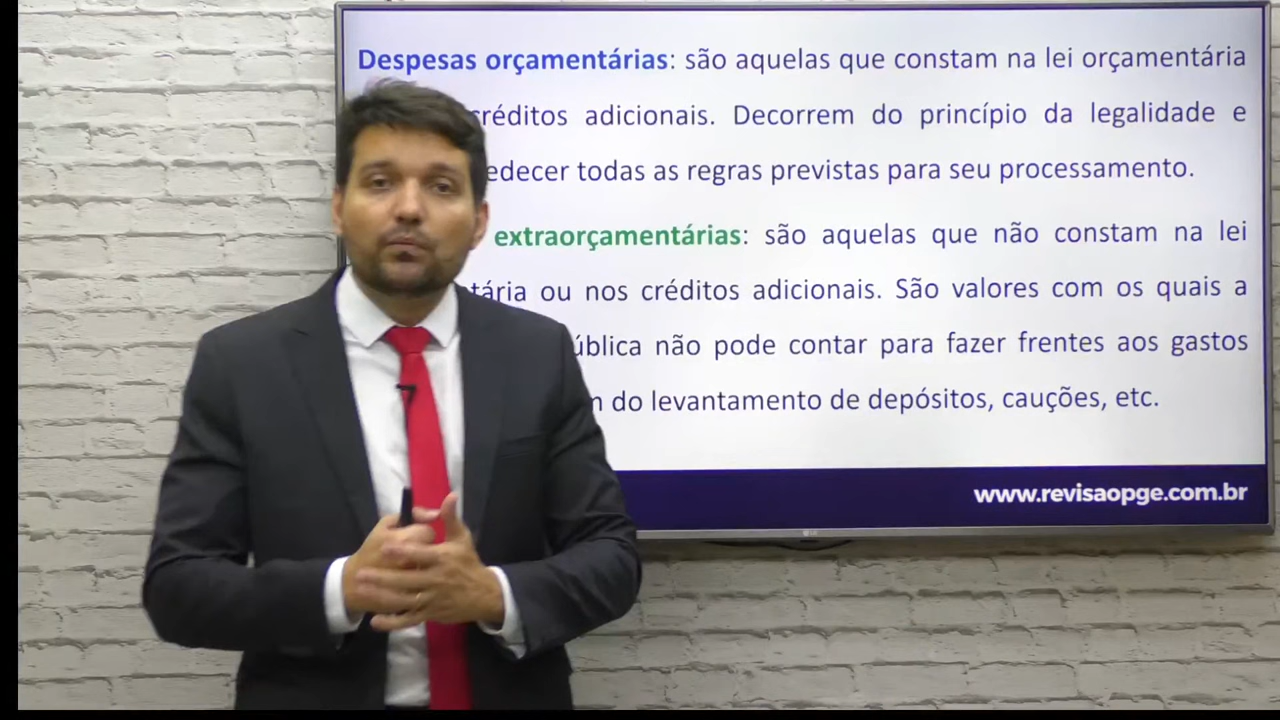 Despesas orçamentárias: são aquelas que constam na lei orçamentária
créditos adicionais. Decorrem do princípio da legalidade e
edecer todas as regras previstas para seu processamento.
extraorçamentárias: são aquelas que não constam na lei
tária ou nos créditos adicionais. São valores com os quais a
ública não pode contar para fazer frentes aos gastos
do levantamento de depósitos, cauções, etc.
www.revisaopge.com.br
LG